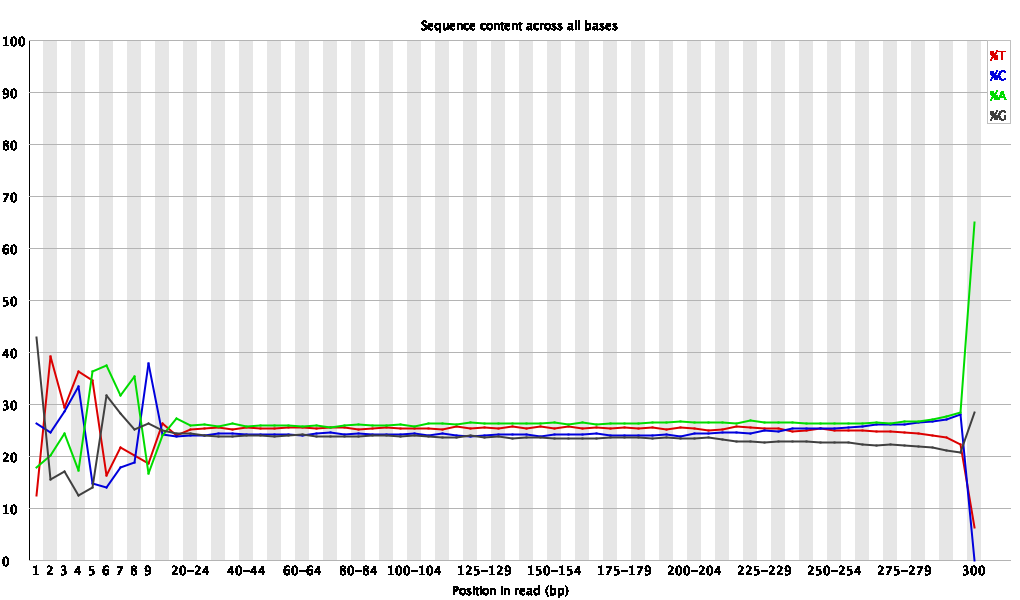 Sequence content across all bases
100
90
80
70
60
50
40
30
20
10
0
%T
%C
%A
%G
1 2 3 4 5 6 7 8 9 20-24 40-44 60-64 80-84 100-104 125-129 150-154 175-179 200-204 225-229 250-254 275-279 300
Position in read (bp)